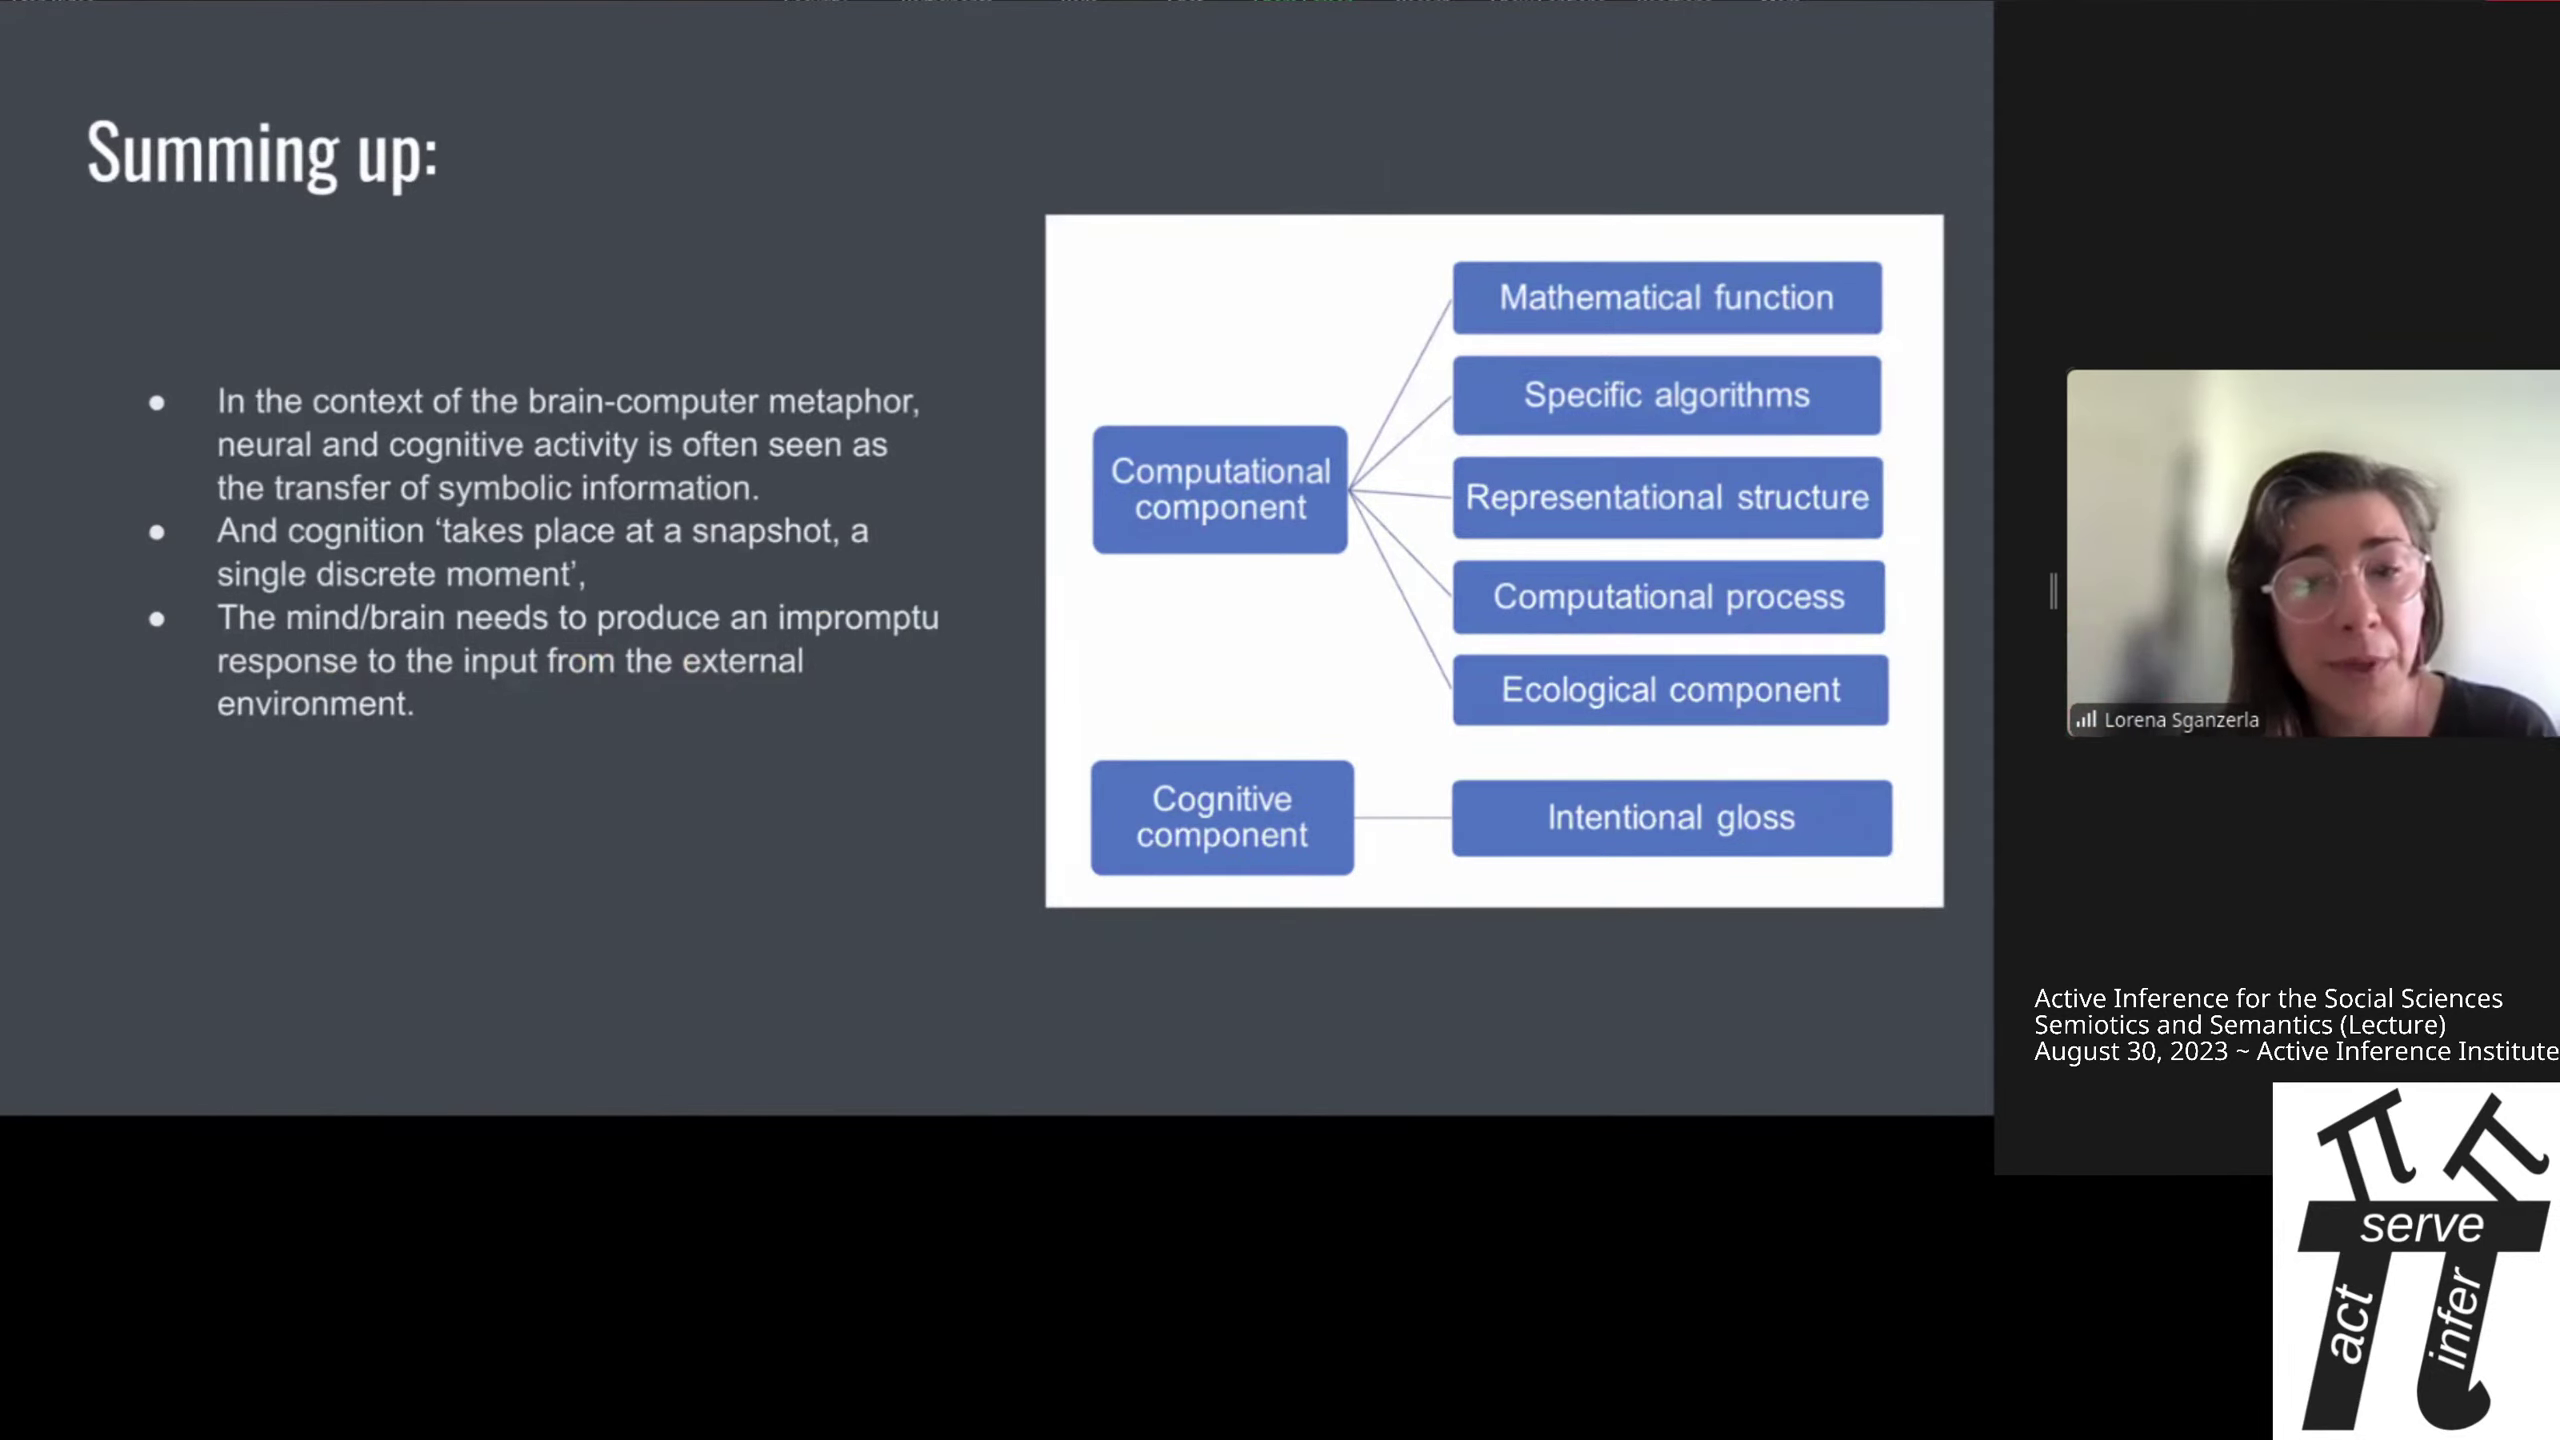 Summing up:
● In the context of the brain-computer metaphor,
neural and cognitive activity is often seen as
the transfer of symbolic information.
● And cognition ‘takes place at a snapshot, a
single discrete moment’,
● The mind/brain needs to produce an impromptu
response to the input from the external
environment.
Computational
component
Mathematical function
Specific algorithms
Representational structure
Computational process
Ecological component
Cognitive
component
Intentional gloss
Lorena Sganzerla
Active Inference for the Social Sciences
Semiotics and Semantics (Lecture)
August 30, 2023 ~ Active Inference Institute
serve
act
infer